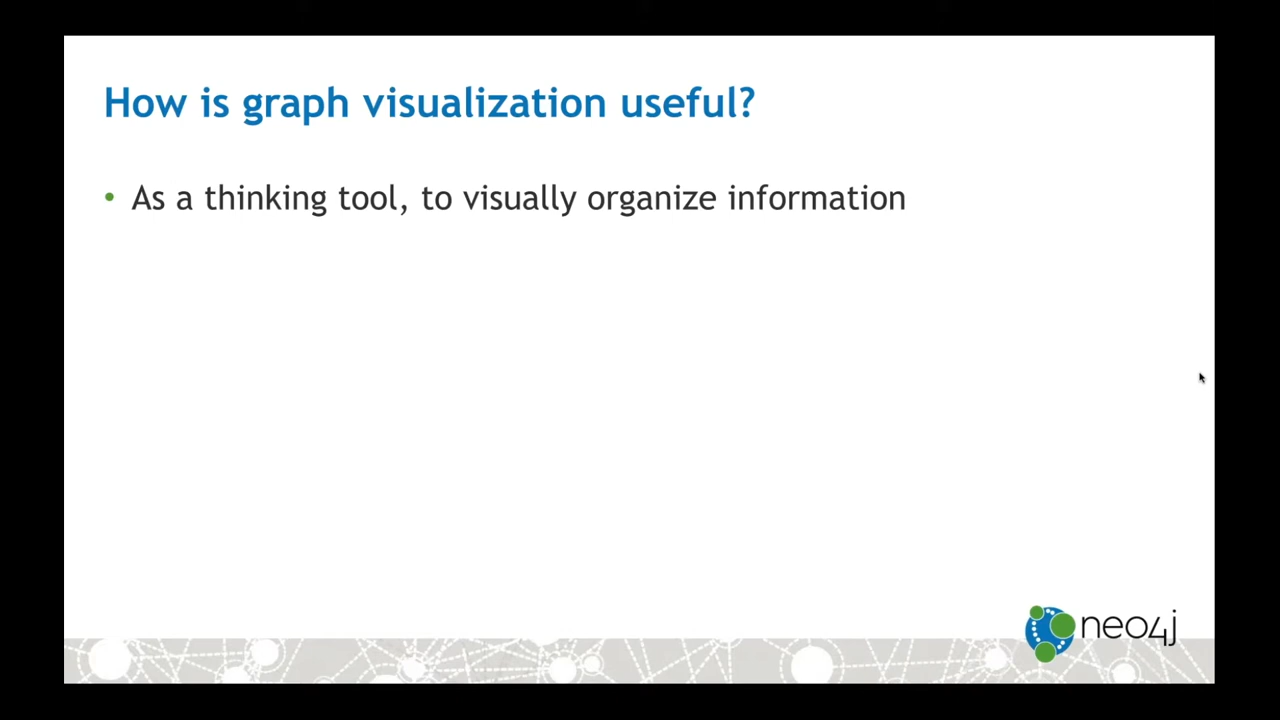 How is graph visualization useful?
• As a thinking tool, to visually organize information
neo4j